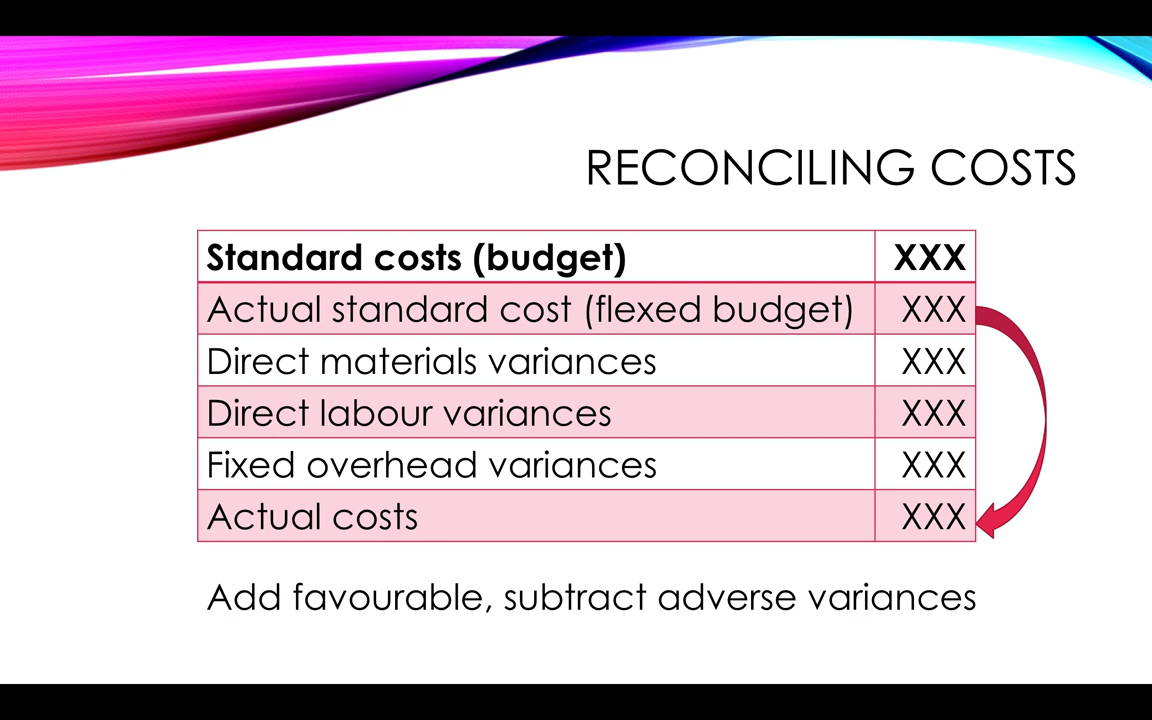 RECONCILING COSTS
Standard costs (budget) XXX
Actual standard cost (flexed budget) XXX
Direct materials variances XXX
Direct labour variances XXX
Fixed overhead variances XXX
Actual costs XXX
Add favourable, subtract adverse variances